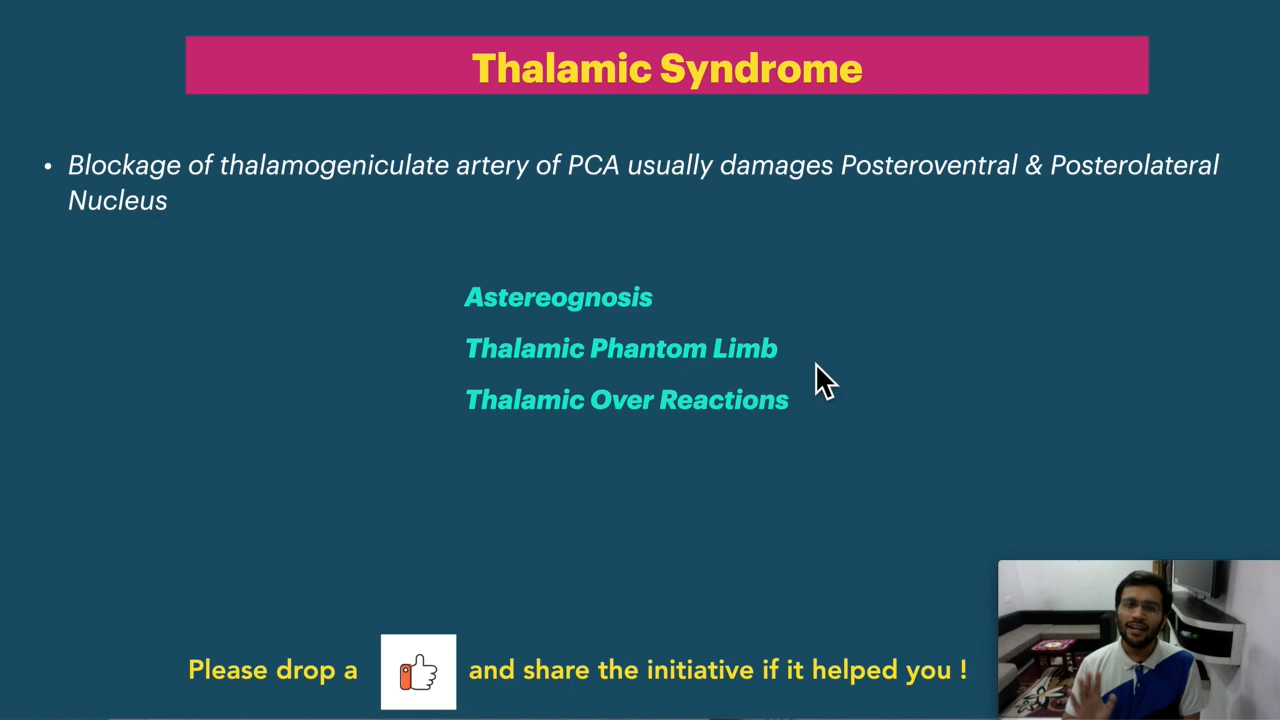 Thalamic Syndrome
• Blockage of thalamogeniculate artery of PCA usually damages Posteroventral & Posterolateral
Nucleus
Astereognosis
Thalamic Phantom Limb
Thalamic Over Reactions
Please drop a and share the initiative if it helped you !